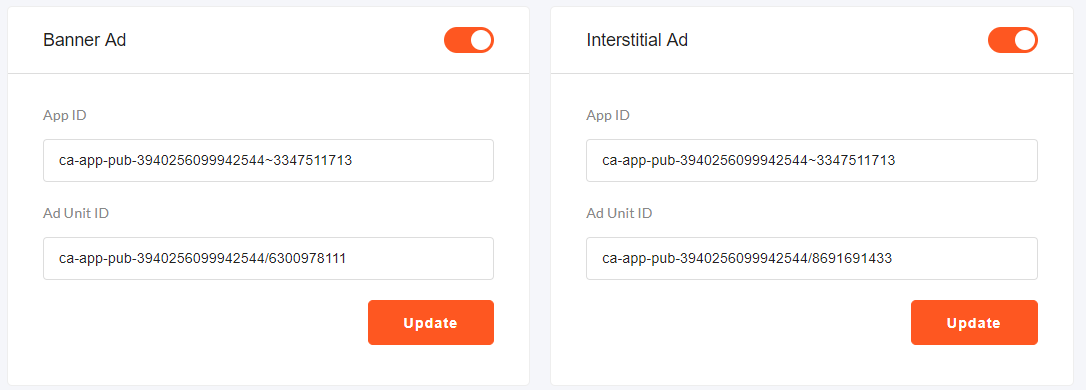 Banner Ad
App ID
ca-app-pub-3940256099942544~3347511713
Ad Unit ID
ca-app-pub-3940256099942544/6300978111
Update
Interstitial Ad
App ID
ca-app-pub-3940256099942544~3347511713
Ad Unit ID
ca-app-pub-3940256099942544/8691691433
Update